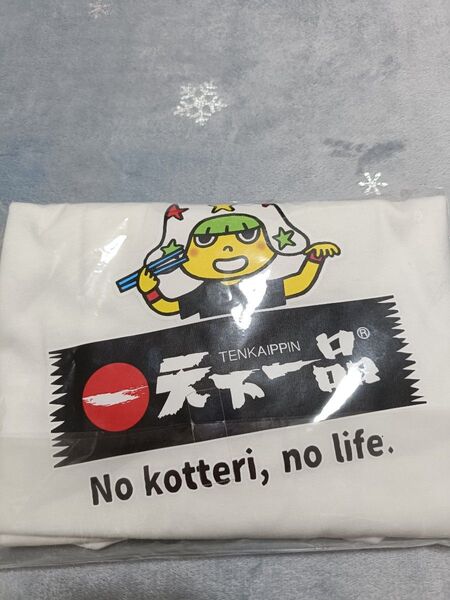 TENKAIPPIN
天下一品®
No kotteri, no life.